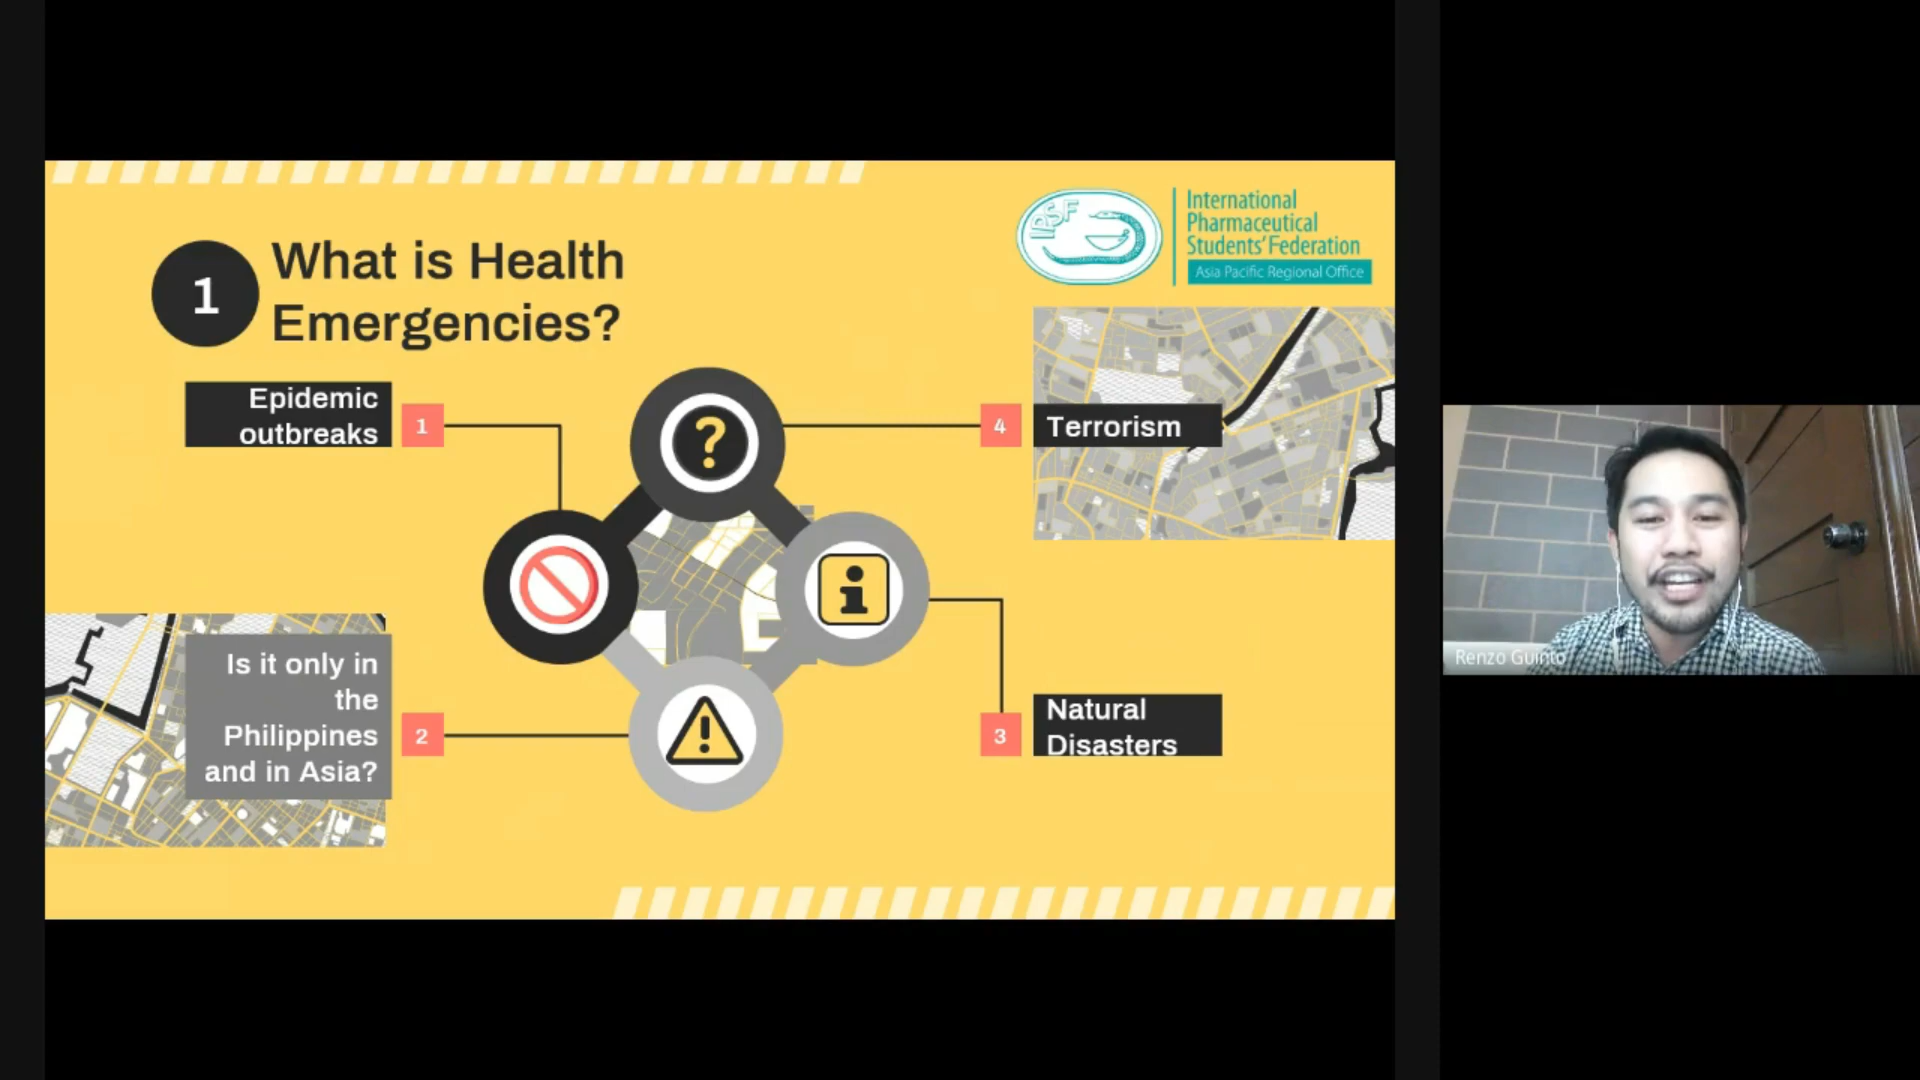 1
What is Health
Emergencies?
IPSF
International
Pharmaceutical
Students' Federation
Asia Pacific Regional Office
Epidemic
outbreaks
1
?
4
Terrorism
i
Is it only in
the
Philippines
and in Asia?
2
!
3
Natural
Disasters
Renzo Guinto